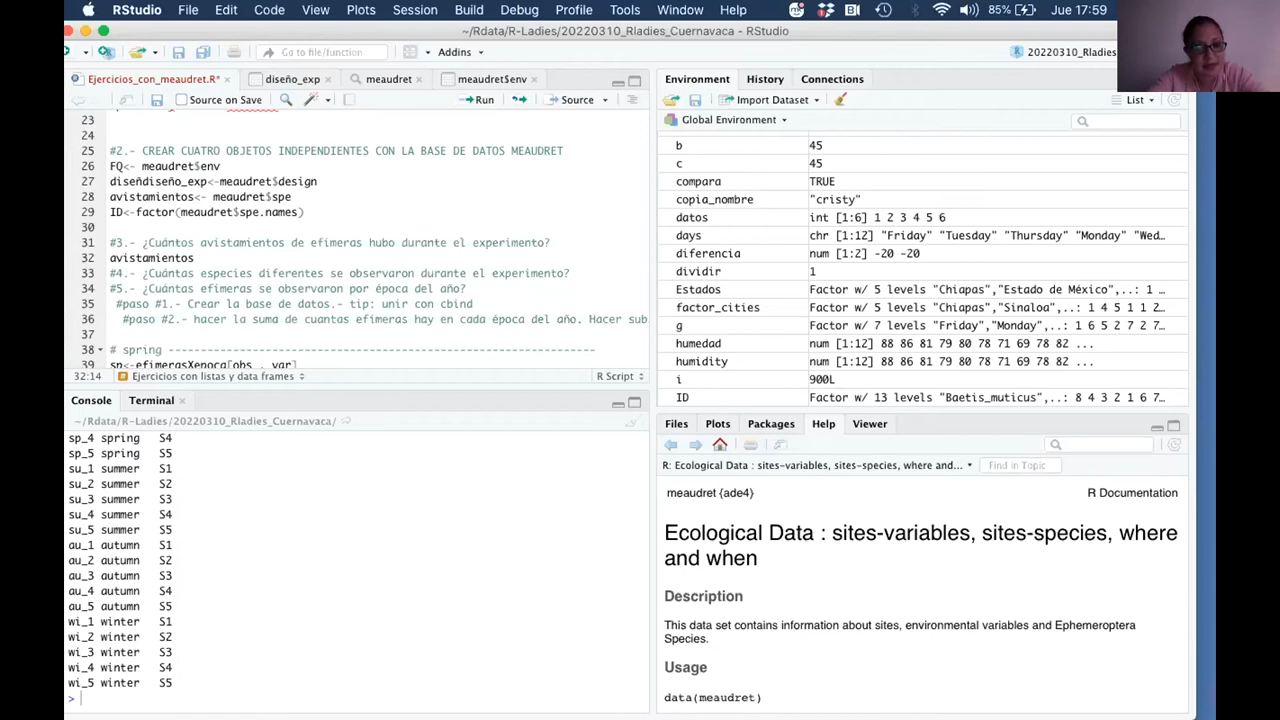 RStudio File Edit Code View Plots Session Build Debug Profile Tools Window Help 85% Jue 17:59
~/Rdata/R-Ladies/20220310_Rladies_Cuernavaca - RStudio
Go to file/function Addins 20220310_Rladies
Ejercicios_con_meaudret.R* diseño_exp meaudret meaudret$env
Source on Save Run Source
23
24
25 #2.- CREAR CUATRO OBJETOS INDEPENDIENTES CON LA BASE DE DATOS MEAUDRET
26 FQ<- meaudret$env
27 diseñdiseño_exp<-meaudret$design
28 avistamientos<- meaudret$spe
29 ID<-factor(meaudret$spe.names)
30
31 #3.- ¿Cuántos avistamientos de efímeras hubo durante el experimento?
32 avistamientos
33 #4.- ¿Cuántas especies diferentes se observaron durante el experimento?
34 #5.- ¿Cuántas efímeras se observaron por época del año?
35 #paso #1.- Crear la base de datos.- tip: unir con cbind
36 #paso #2.- hacer la suma de cuantas efímeras hay en cada época del año. Hacer sub
37
38 # spring ----------------------------------------------------------------
39 sp<-efimerasXepoca[obs , var]
32:14 Ejercicios con listas y data frames R Script
Console Terminal
~/Rdata/R-Ladies/20220310_Rladies_Cuernavaca/
sp_4 spring S4
sp_5 spring S5
su_1 summer S1
su_2 summer S2
su_3 summer S3
su_4 summer S4
su_5 summer S5
au_1 autumn S1
au_2 autumn S2
au_3 autumn S3
au_4 autumn S4
au_5 autumn S5
wi_1 winter S1
wi_2 winter S2
wi_3 winter S3
wi_4 winter S4
wi_5 winter S5
>
Environment History Connections
Import Dataset List
Global Environment
b 45
c 45
compara TRUE
copia_nombre "cristy"
datos int [1:6] 1 2 3 4 5 6
days chr [1:12] "Friday" "Tuesday" "Thursday" "Monday" "Wed…
diferencia num [1:2] -20 -20
dividir 1
Estados Factor w/ 5 levels "Chiapas","Estado de México",..: 1 …
factor_cities Factor w/ 5 levels "Chiapas","Sinaloa",..: 1 4 5 1 1 2…
g Factor w/ 7 levels "Friday","Monday",..: 1 6 5 2 7 2 7…
humedad num [1:12] 88 86 81 79 80 78 71 69 78 82 ...
humidity num [1:12] 88 86 81 79 80 78 71 69 78 82 ...
i 900L
ID Factor w/ 13 levels "Baetis_muticus",..: 8 4 3 2 1 6 7…
Files Plots Packages Help Viewer
R: Ecological Data : sites-variables, sites-species, where and... Find in Topic
meaudret {ade4} R Documentation
Ecological Data : sites-variables, sites-species, where
and when
Description
This data set contains information about sites, environmental variables and Ephemeroptera
Species.
Usage
data(meaudret)